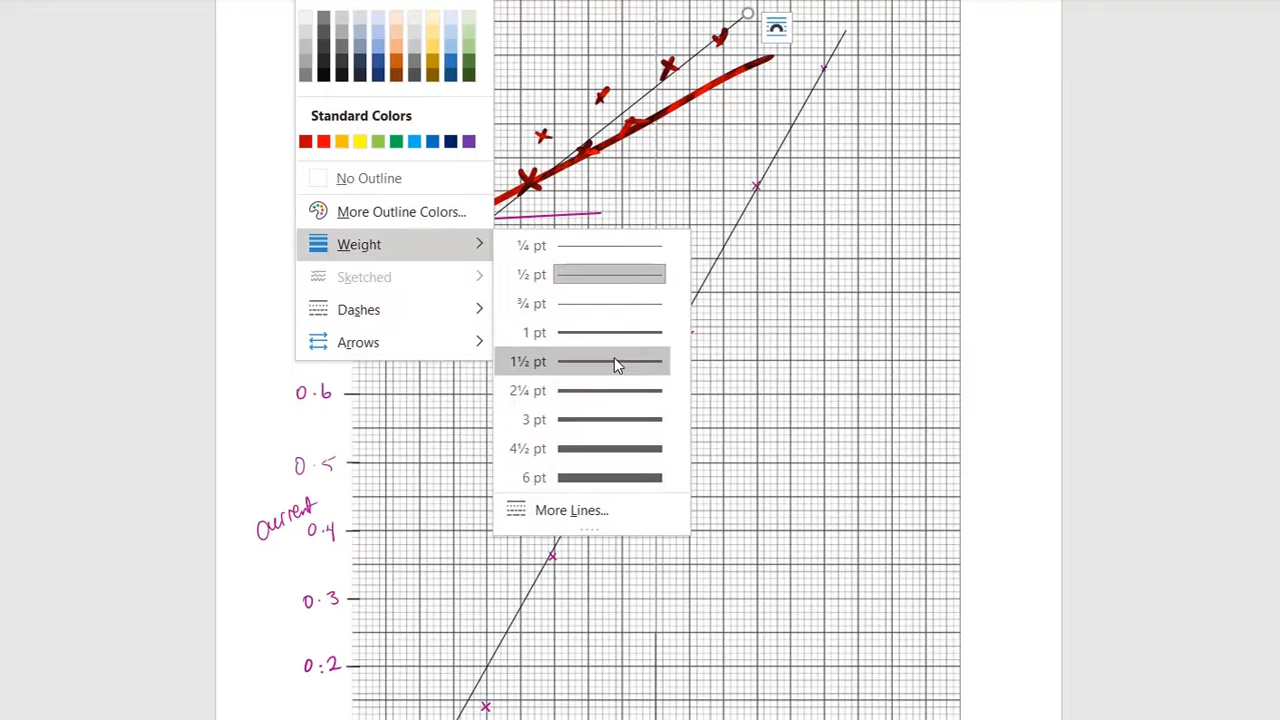 Standard Colors
No Outline
More Outline Colors...
Weight
Sketched
Dashes
Arrows
¼ pt
½ pt
¾ pt
1 pt
1½ pt
2¼ pt
3 pt
4½ pt
6 pt
More Lines...
0.6
0.5
Current
0.4
0.3
0.2